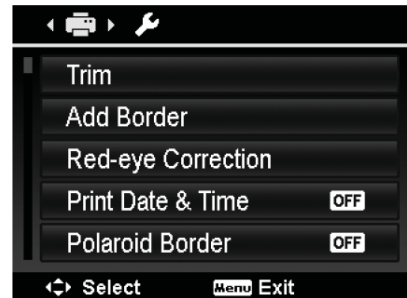 Trim
Add Border
Red-eye Correction
Print Date & Time OFF
Polaroid Border OFF
Select Menu Exit